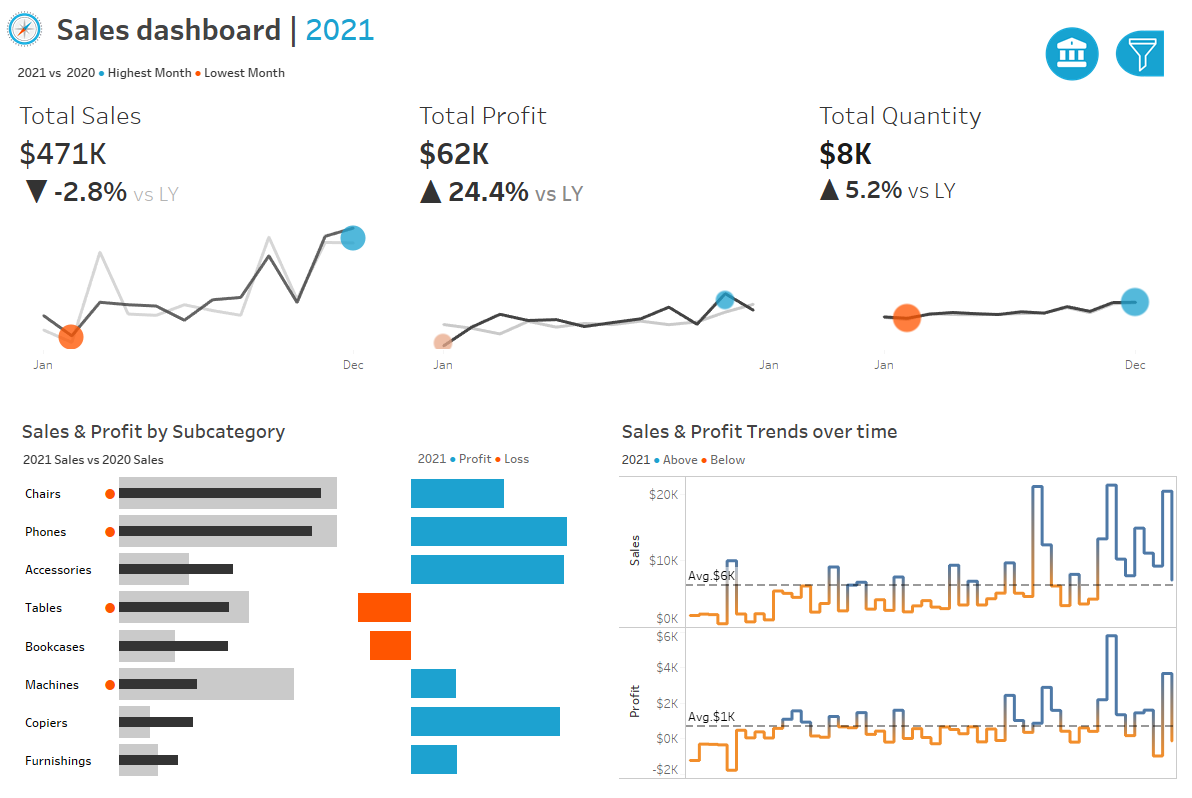 Sales dashboard | 2021
2021 vs 2020 ● Highest Month ● Lowest Month
Total Sales
$471K
▼ -2.8% vs LY
Jan
Dec
Total Profit
$62K
▲ 24.4% vs LY
Jan
Jan
Total Quantity
$8K
▲ 5.2% vs LY
Jan
Dec
Sales & Profit by Subcategory
2021 Sales vs 2020 Sales
2021 ● Profit ● Loss
Chairs
Phones
Accessories
Tables
Bookcases
Machines
Copiers
Furnishings
Sales & Profit Trends over time
2021 ● Above ● Below
Sales
$20K
$10K
Avg.$6K
$0K
Profit
$6K
$4K
$2K
Avg.$1K
$0K
-$2K